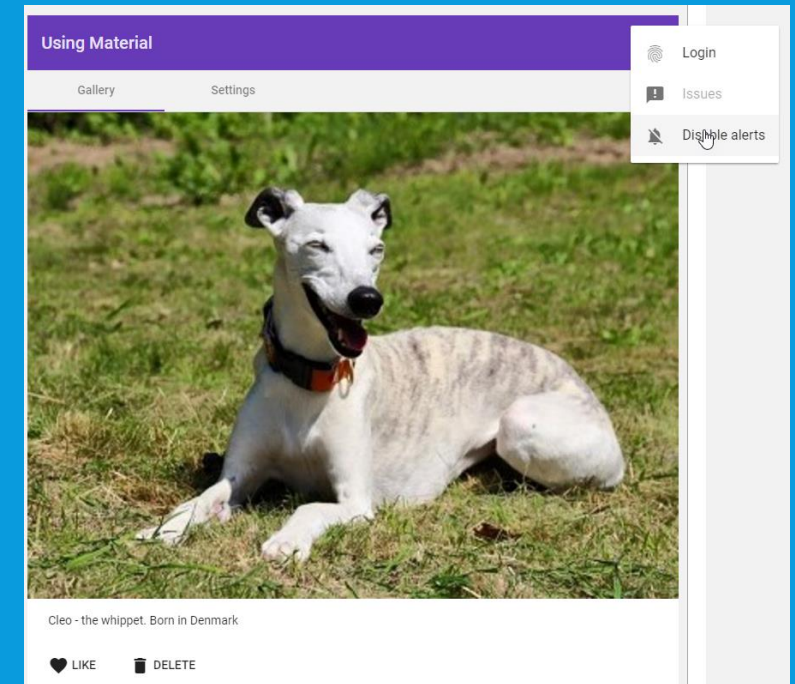 Using Material
Login
Issues
Disable alerts
Gallery
Settings
Cleo - the whippet. Born in Denmark
LIKE
DELETE